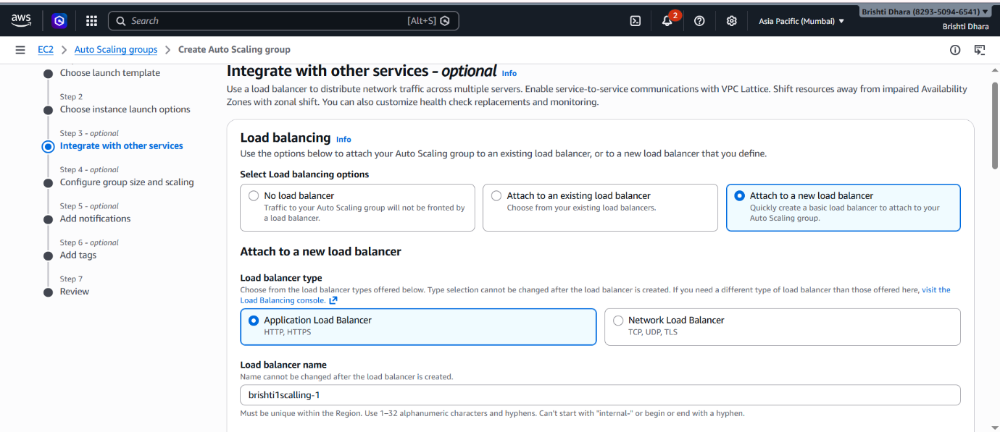 aws
Search
[Alt+S]
2
Asia Pacific (Mumbai) ▼
Brishti Dhara (8293-5094-6541) ▼
Brishti Dhara
EC2 > Auto Scaling groups > Create Auto Scaling group
Choose launch template
Step 2
Choose instance launch options
Step 3 - optional
Integrate with other services
Step 4 - optional
Configure group size and scaling
Step 5 - optional
Add notifications
Step 6 - optional
Add tags
Step 7
Review
Integrate with other services - optional Info
Use a load balancer to distribute network traffic across multiple servers. Enable service-to-service communications with VPC Lattice. Shift resources away from impaired Availability
Zones with zonal shift. You can also customize health check replacements and monitoring.
Load balancing Info
Use the options below to attach your Auto Scaling group to an existing load balancer, or to a new load balancer that you define.
Select Load balancing options
No load balancer
Traffic to your Auto Scaling group will not be fronted by
a load balancer.
Attach to an existing load balancer
Choose from your existing load balancers.
Attach to a new load balancer
Quickly create a basic load balancer to attach to your
Auto Scaling group.
Attach to a new load balancer
Load balancer type
Choose from the load balancer types offered below. Type selection cannot be changed after the load balancer is created. If you need a different type of load balancer than those offered here, visit the
Load Balancing console.
Application Load Balancer
HTTP, HTTPS
Network Load Balancer
TCP, UDP, TLS
Load balancer name
Name cannot be changed after the load balancer is created.
brishti1scalling-1
Must be unique within the Region. Use 1–32 alphanumeric characters and hyphens. Can't start with "internal-" or begin or end with a hyphen.